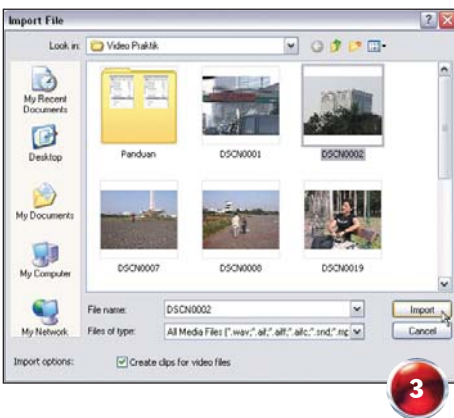 Import File
Look in: Video Praktik
My Recent
Documents
Desktop
My Documents
My Computer
My Network
Panduan
DSCN0001
DSCN0002
DSCN0007
DSCN0008
DSCN0019
File name: DSCN0002
Import
Files of type: All Media Files (*.wav;*.aif;*.aiff;*.aifc;*.snd;*.mp
Cancel
Import options: Create clips for video files
3